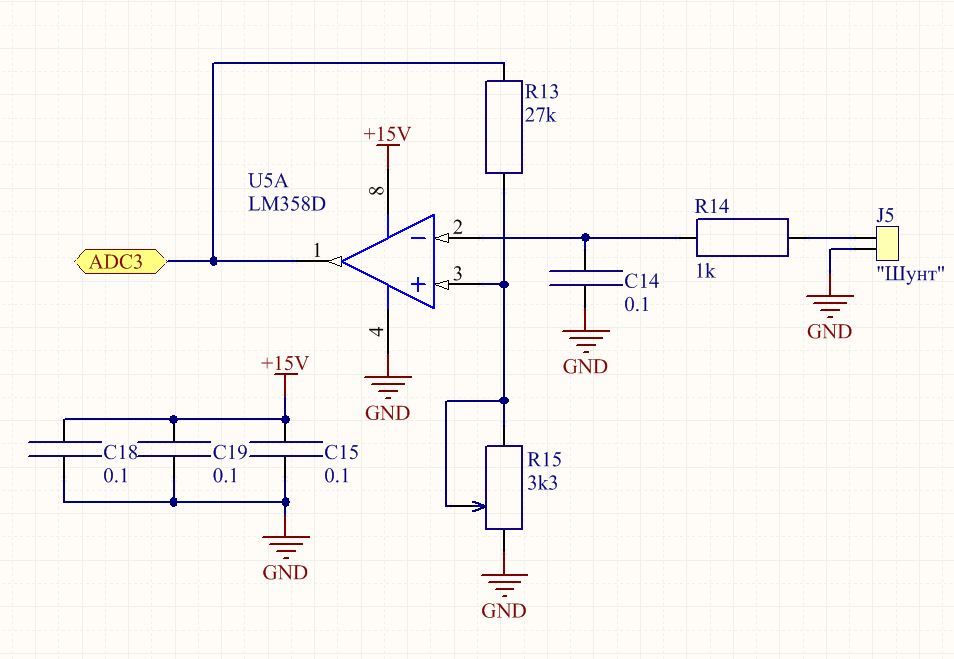 R13
27k
+15V
8
U5A
LM358D
R14
J5
2
1
ADC3
1k
"Шунт"
3
C14
0.1
4
GND
GND
+15V
GND
C18
C19
C15
0.1
0.1
0.1
R15
3k3
GND
GND